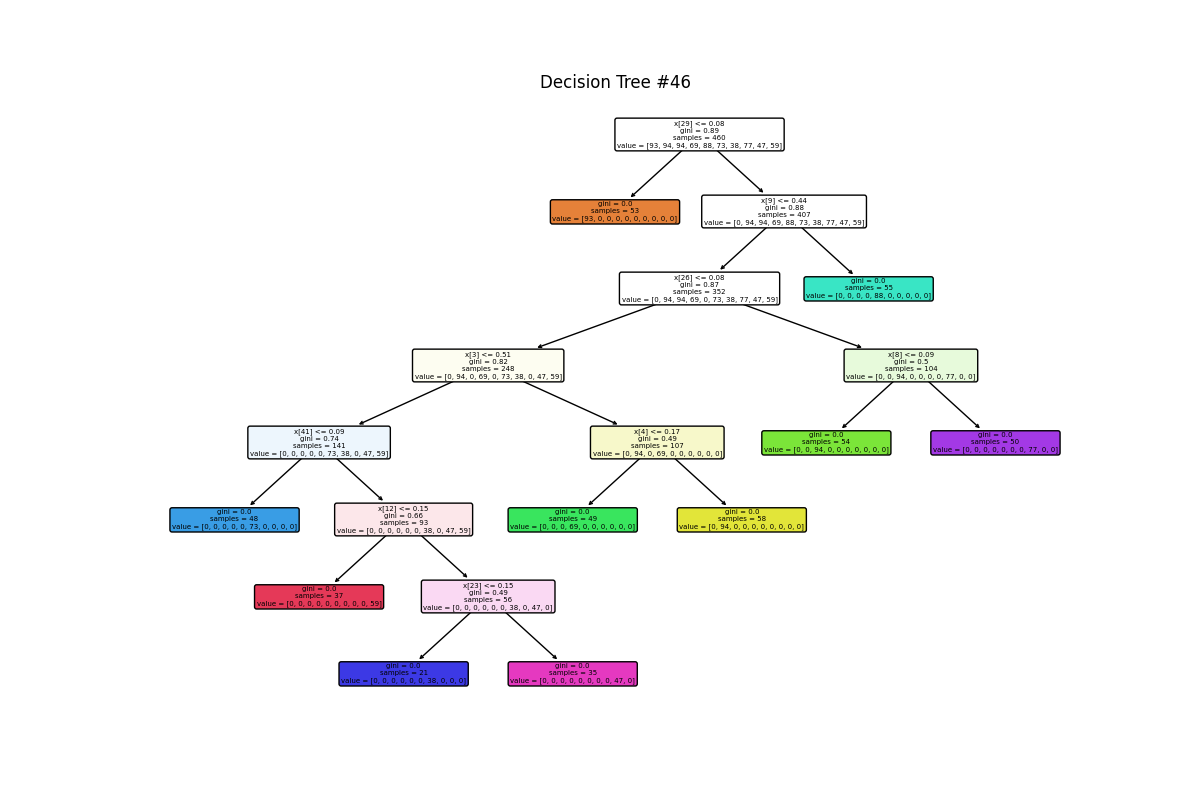 Decision Tree #46
x[29] <= 0.08
gini = 0.89
samples = 460
value = [93, 94, 94, 69, 88, 73, 38, 77, 47, 59]
gini = 0.0
samples = 53
value = [93, 0, 0, 0, 0, 0, 0, 0, 0, 0]
x[9] <= 0.44
gini = 0.88
samples = 407
value = [0, 94, 94, 69, 88, 73, 38, 77, 47, 59]
x[26] <= 0.08
gini = 0.87
samples = 352
value = [0, 94, 94, 69, 0, 73, 38, 77, 47, 59]
gini = 0.0
samples = 55
value = [0, 0, 0, 0, 88, 0, 0, 0, 0, 0]
x[3] <= 0.51
gini = 0.82
samples = 248
value = [0, 94, 0, 69, 0, 73, 38, 0, 47, 59]
x[8] <= 0.09
gini = 0.5
samples = 104
value = [0, 0, 94, 0, 0, 0, 0, 77, 0, 0]
x[41] <= 0.09
gini = 0.74
samples = 141
value = [0, 0, 0, 0, 0, 73, 38, 0, 47, 59]
x[4] <= 0.17
gini = 0.49
samples = 107
value = [0, 94, 0, 69, 0, 0, 0, 0, 0, 0]
gini = 0.0
samples = 54
value = [0, 0, 94, 0, 0, 0, 0, 0, 0, 0]
gini = 0.0
samples = 50
value = [0, 0, 0, 0, 0, 0, 0, 77, 0, 0]
gini = 0.0
samples = 48
value = [0, 0, 0, 0, 0, 73, 0, 0, 0, 0]
x[12] <= 0.15
gini = 0.66
samples = 93
value = [0, 0, 0, 0, 0, 0, 38, 0, 47, 59]
gini = 0.0
samples = 49
value = [0, 0, 0, 69, 0, 0, 0, 0, 0, 0]
gini = 0.0
samples = 58
value = [0, 94, 0, 0, 0, 0, 0, 0, 0, 0]
gini = 0.0
samples = 37
value = [0, 0, 0, 0, 0, 0, 0, 0, 0, 59]
x[23] <= 0.15
gini = 0.49
samples = 56
value = [0, 0, 0, 0, 0, 0, 38, 0, 47, 0]
gini = 0.0
samples = 21
value = [0, 0, 0, 0, 0, 0, 38, 0, 0, 0]
gini = 0.0
samples = 35
value = [0, 0, 0, 0, 0, 0, 0, 0, 47, 0]